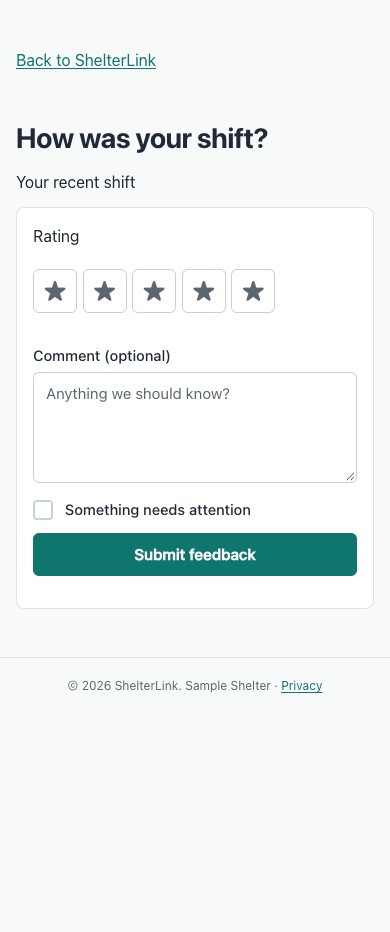 Back to ShelterLink
How was your shift?
Your recent shift
Rating
Comment (optional)
Anything we should know?
Something needs attention
Submit feedback
© 2026 ShelterLink. Sample Shelter · Privacy